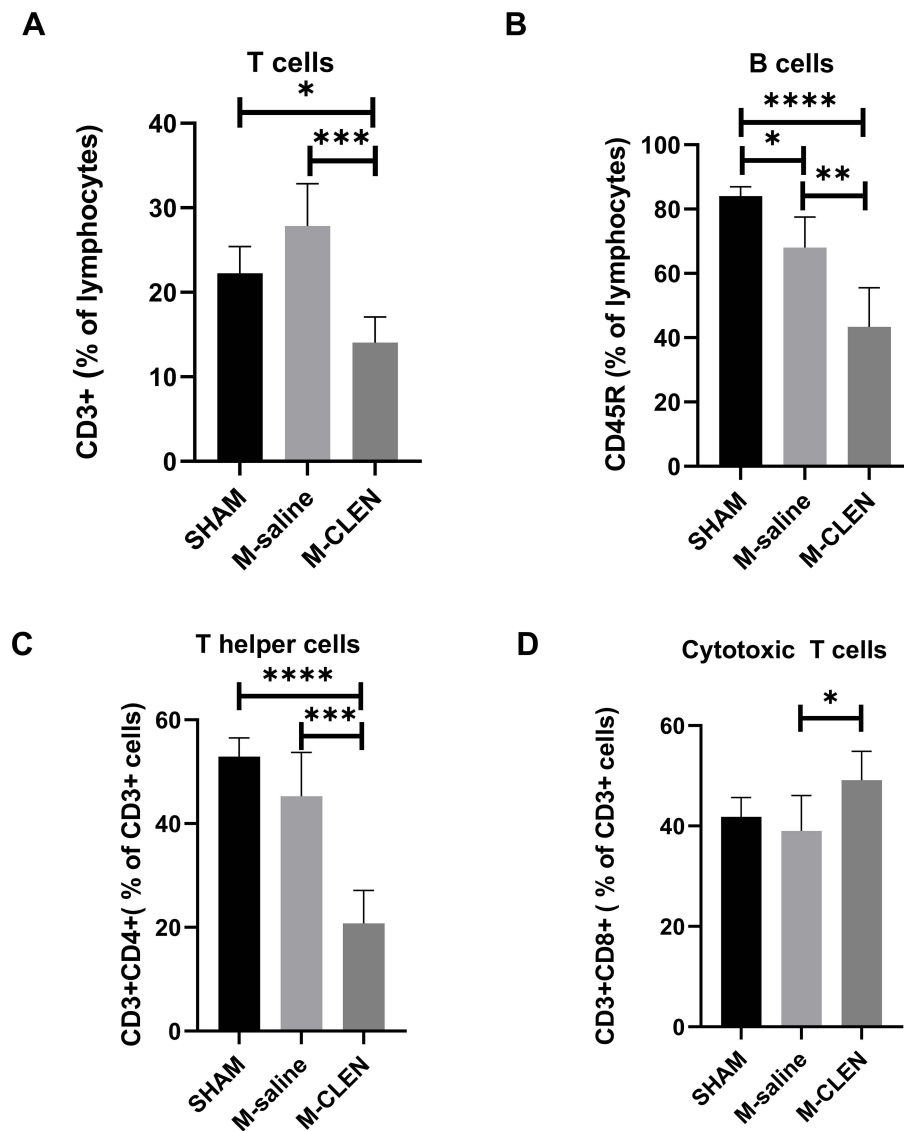 A
T cells
*
***
CD3+ (% of lymphocytes)
40
30
20
10
0
SHAM
M-saline
M-CLEN
B
B cells
****
*
**
CD45R (% of lymphocytes)
100
80
60
40
20
0
SHAM
M-saline
M-CLEN
C
T helper cells
****
***
CD3+CD4+( % of CD3+ cells)
60
40
20
0
SHAM
M-saline
M-CLEN
D
Cytotoxic T cells
*
CD3+CD8+ ( % of CD3+ cells)
60
40
20
0
SHAM
M-saline
M-CLEN